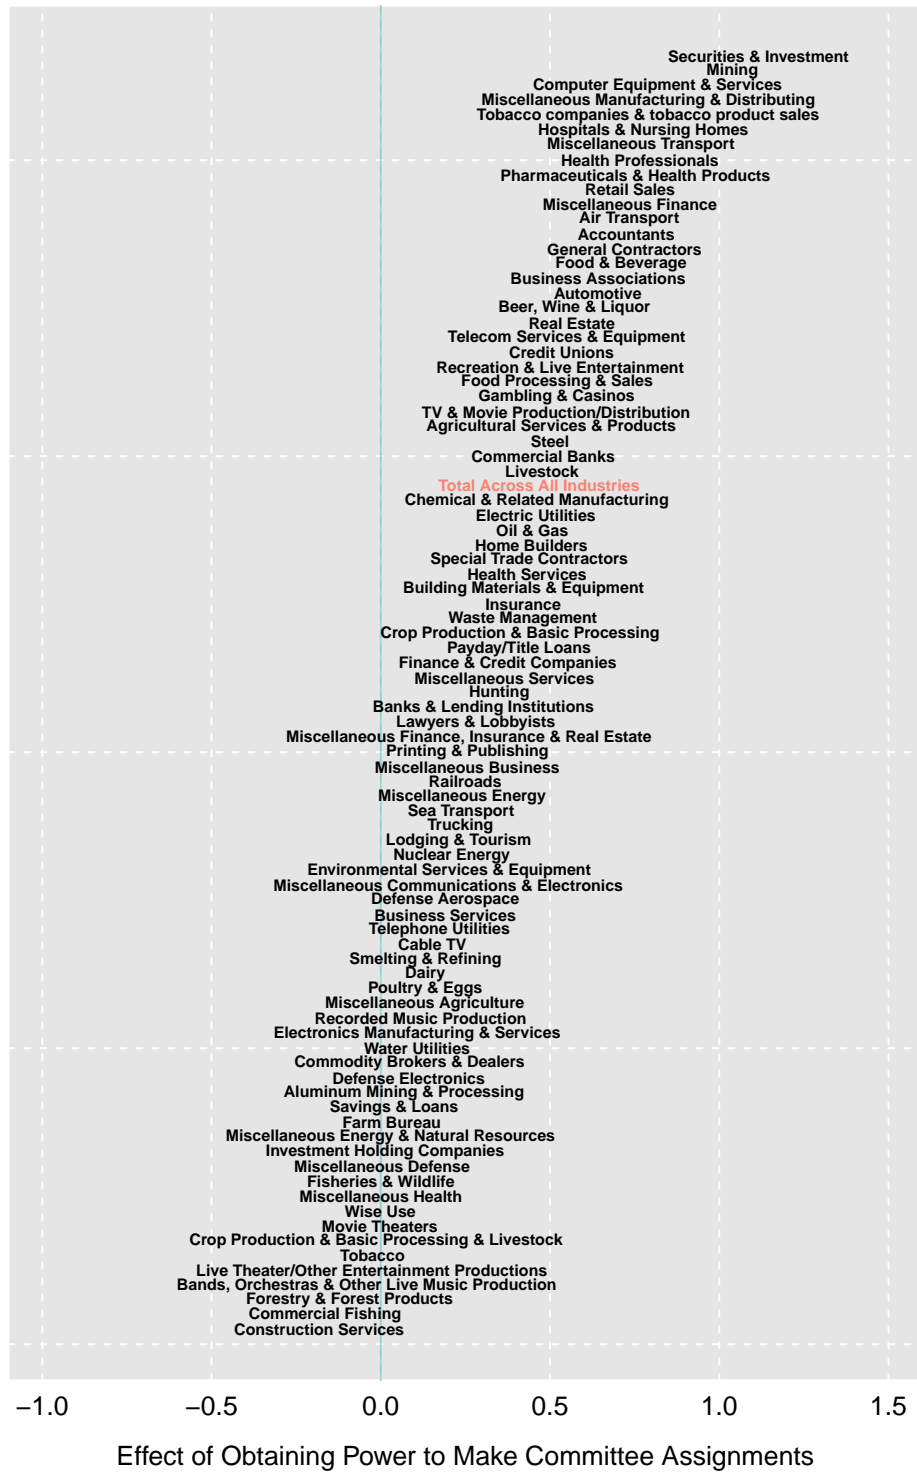 Securities & Investment
Mining
Computer Equipment & Services
Miscellaneous Manufacturing & Distributing
Tobacco companies & tobacco product sales
Hospitals & Nursing Homes
Miscellaneous Transport
Health Professionals
Pharmaceuticals & Health Products
Retail Sales
Miscellaneous Finance
Air Transport
Accountants
General Contractors
Food & Beverage
Business Associations
Automotive
Beer, Wine & Liquor
Real Estate
Telecom Services & Equipment
Credit Unions
Recreation & Live Entertainment
Food Processing & Sales
Gambling & Casinos
TV & Movie Production/Distribution
Agricultural Services & Products
Steel
Commercial Banks
Livestock
Total Across All Industries
Chemical & Related Manufacturing
Electric Utilities
Oil & Gas
Home Builders
Special Trade Contractors
Health Services
Building Materials & Equipment
Insurance
Waste Management
Crop Production & Basic Processing
Payday/Title Loans
Finance & Credit Companies
Miscellaneous Services
Hunting
Banks & Lending Institutions
Lawyers & Lobbyists
Miscellaneous Finance, Insurance & Real Estate
Printing & Publishing
Miscellaneous Business
Railroads
Miscellaneous Energy
Sea Transport
Trucking
Lodging & Tourism
Nuclear Energy
Environmental Services & Equipment
Miscellaneous Communications & Electronics
Defense Aerospace
Business Services
Telephone Utilities
Cable TV
Smelting & Refining
Dairy
Poultry & Eggs
Miscellaneous Agriculture
Recorded Music Production
Electronics Manufacturing & Services
Water Utilities
Commodity Brokers & Dealers
Defense Electronics
Aluminum Mining & Processing
Savings & Loans
Farm Bureau
Miscellaneous Energy & Natural Resources
Investment Holding Companies
Miscellaneous Defense
Fisheries & Wildlife
Miscellaneous Health
Wise Use
Movie Theaters
Crop Production & Basic Processing & Livestock
Tobacco
Live Theater/Other Entertainment Productions
Bands, Orchestras & Other Live Music Production
Forestry & Forest Products
Commercial Fishing
Construction Services
−1.0 −0.5 0.0 0.5 1.0 1.5
Effect of Obtaining Power to Make Committee Assignments